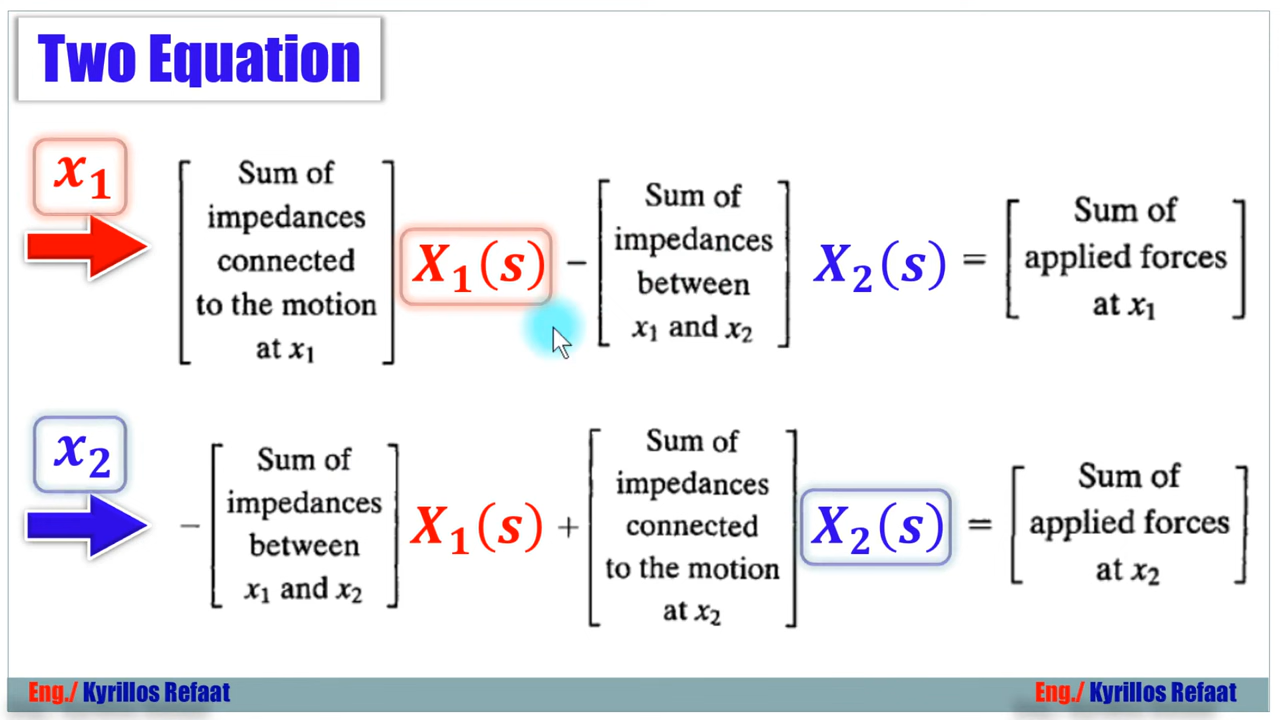 Two Equation
x₁
Sum of
impedances
connected
to the motion
at x₁
X₁(s) −
Sum of
impedances
between
x₁ and x₂
X₂(s) =
Sum of
applied forces
at x₁
x₂
−
Sum of
impedances
between
x₁ and x₂
X₁(s) +
Sum of
impedances
connected
to the motion
at x₂
X₂(s) =
Sum of
applied forces
at x₂
Eng./ Kyrillos Refaat
Eng./ Kyrillos Refaat